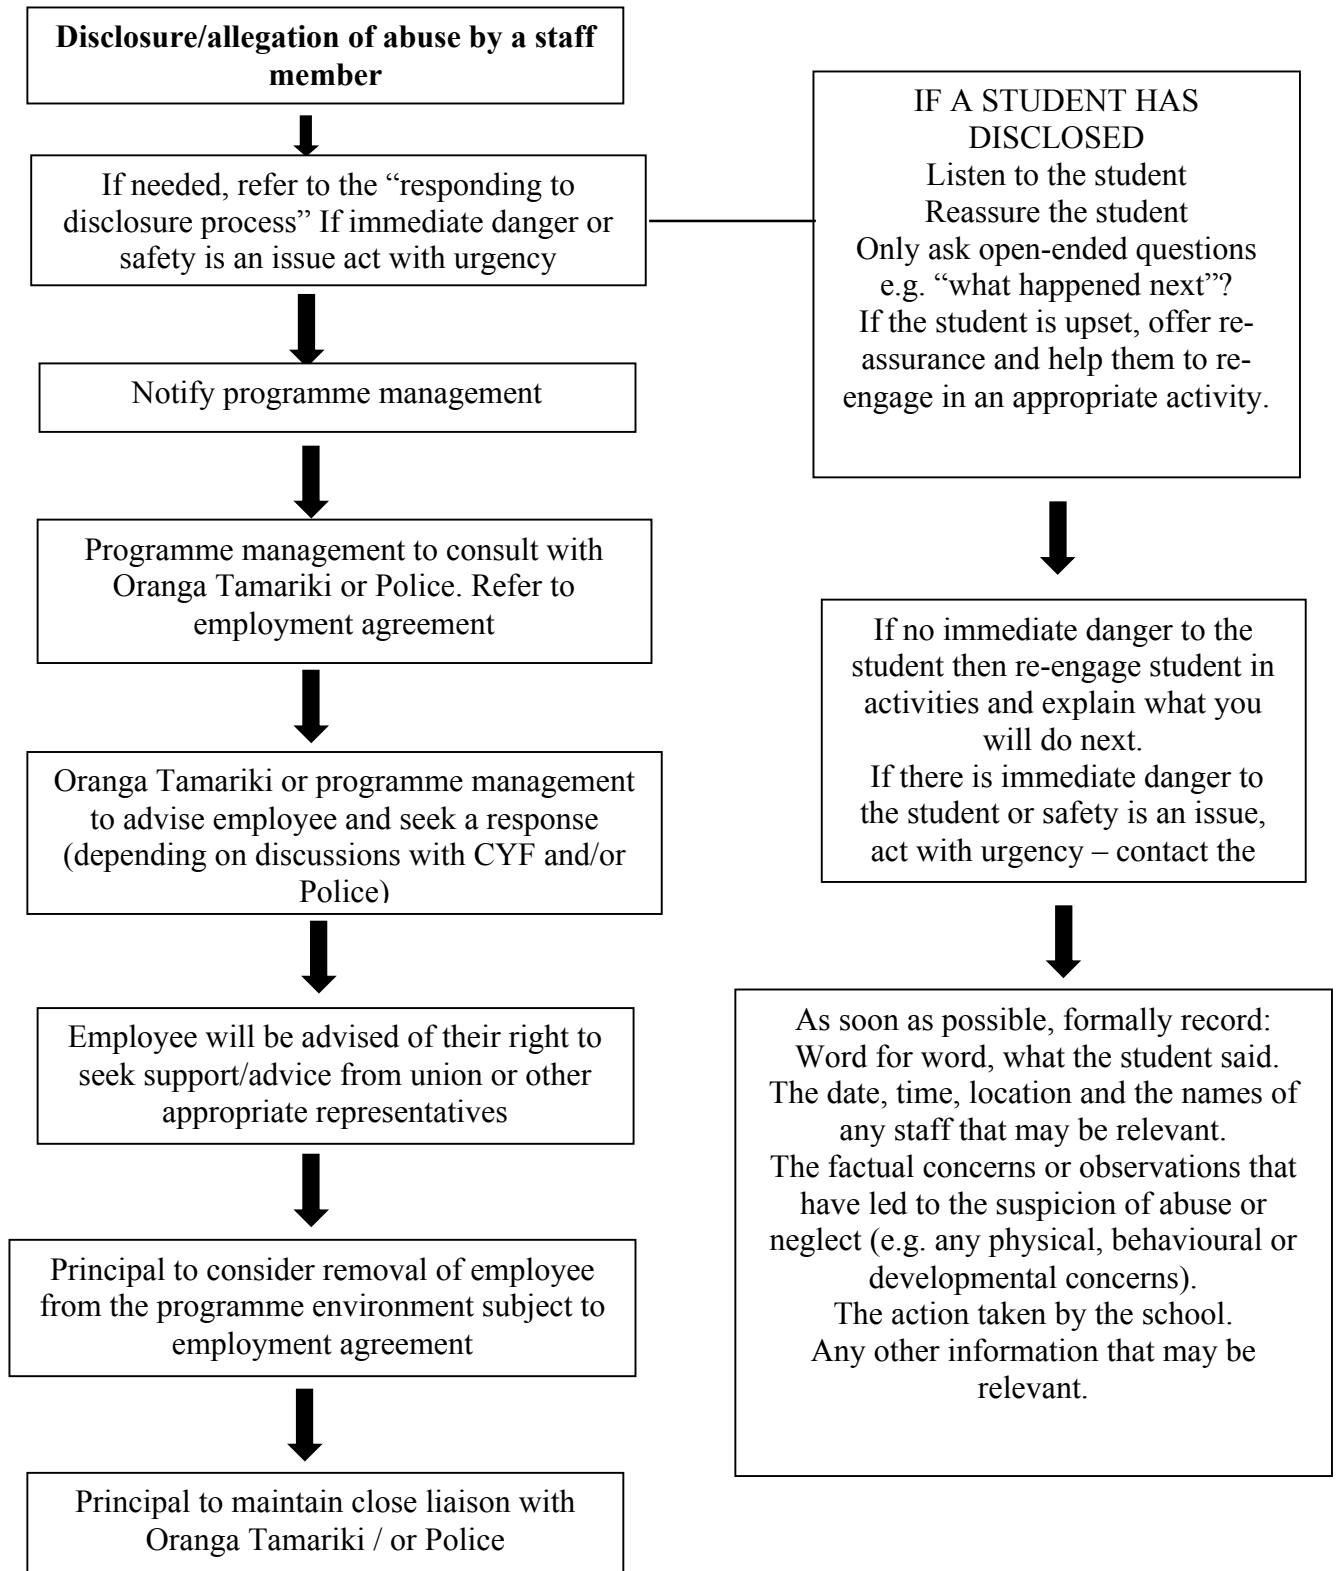 Disclosure/allegation of abuse by a staff
member
If needed, refer to the “responding to
disclosure process” If immediate danger or
safety is an issue act with urgency
Notify programme management
Programme management to consult with
Oranga Tamariki or Police. Refer to
employment agreement
Oranga Tamariki or programme management
to advise employee and seek a response
(depending on discussions with CYF and/or
Police)
Employee will be advised of their right to
seek support/advice from union or other
appropriate representatives
Principal to consider removal of employee
from the programme environment subject to
employment agreement
Principal to maintain close liaison with
Oranga Tamariki / or Police
IF A STUDENT HAS
DISCLOSED
Listen to the student
Reassure the student
Only ask open-ended questions
e.g. “what happened next”?
If the student is upset, offer re-
assurance and help them to re-
engage in an appropriate activity.
If no immediate danger to the
student then re-engage student in
activities and explain what you
will do next.
If there is immediate danger to
the student or safety is an issue,
act with urgency – contact the
As soon as possible, formally record:
Word for word, what the student said.
The date, time, location and the names of
any staff that may be relevant.
The factual concerns or observations that
have led to the suspicion of abuse or
neglect (e.g. any physical, behavioural or
developmental concerns).
The action taken by the school.
Any other information that may be
relevant.